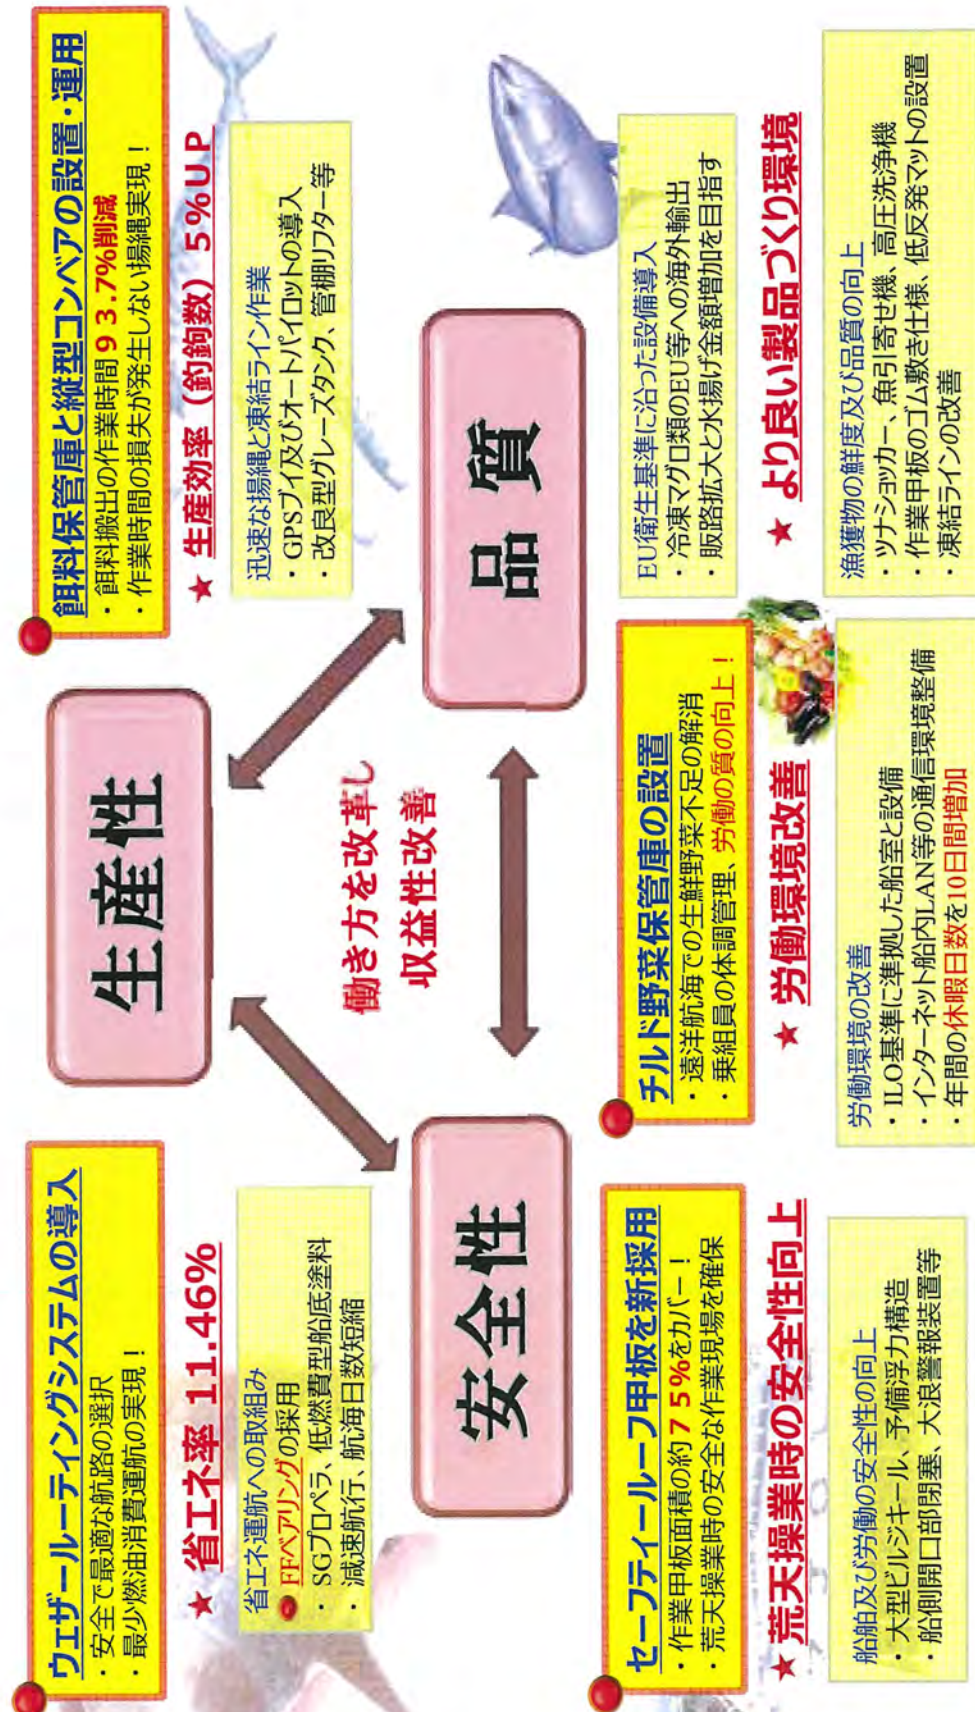 ウェザールーティングシステムの導入
・安全で最適な航路の選択
・最少燃油消費運航の実現！
★ 省エネ率 11.46%
省エネ運航への取組み
● FFベアリングの採用
・SGプロペラ、低燃費型船底塗料
・減速航行、航海日数短縮
生産性
餌料保管庫と縦型コンベアの設置・運用
・餌料搬出の作業時間９３.7%削減
・作業時間の損失が発生しない揚縄実現！
★ 生産効率（釣鉤数）5%ＵＰ
迅速な揚縄と凍結ライン作業
・GPSブイ及びオートパイロットの導入
・改良型グレーズタンク、管棚リフター等
働き方を改革し
収益性改善
安全性
品 質
セーフティールーフ甲板を新採用
・作業甲板面積の約７５%をカバー！
・荒天操業時の安全な作業現場を確保
★ 荒天操業時の安全性向上
船舶及び労働の安全性の向上
・大型ビルジキール、予備浮力構造
・船側開口部閉塞、大浪警報装置等
チルド野菜保管庫の設置
・遠洋航海での生鮮野菜不足の解消
・乗組員の体調管理、労働の質の向上！
★ 労働環境改善
労働環境の改善
・ILO基準に準拠した船室と設備
・インターネット船内LAN等の通信環境整備
・年間の休暇日数を10日間増加
EU衛生基準に沿った設備導入
・冷凍マグロ類のEU等への海外輸出
・販路拡大と水揚げ金額増加を目指す
★ より良い製品づくり環境
漁獲物の鮮度及び品質の向上
・ツナショッカー、魚引寄せ機、高圧洗浄機
・作業甲板のゴム敷き仕様、低反発マットの設置
・凍結ラインの改善